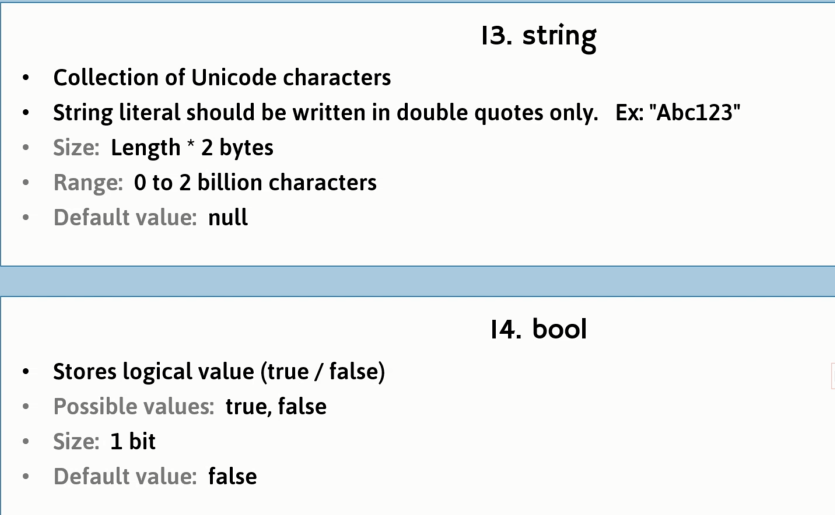 13. string
• Collection of Unicode characters
• String literal should be written in double quotes only. Ex: "Abc123"
• Size: Length * 2 bytes
• Range: 0 to 2 billion characters
• Default value: null
14. bool
• Stores logical value (true / false)
• Possible values: true, false
• Size: 1 bit
• Default value: false